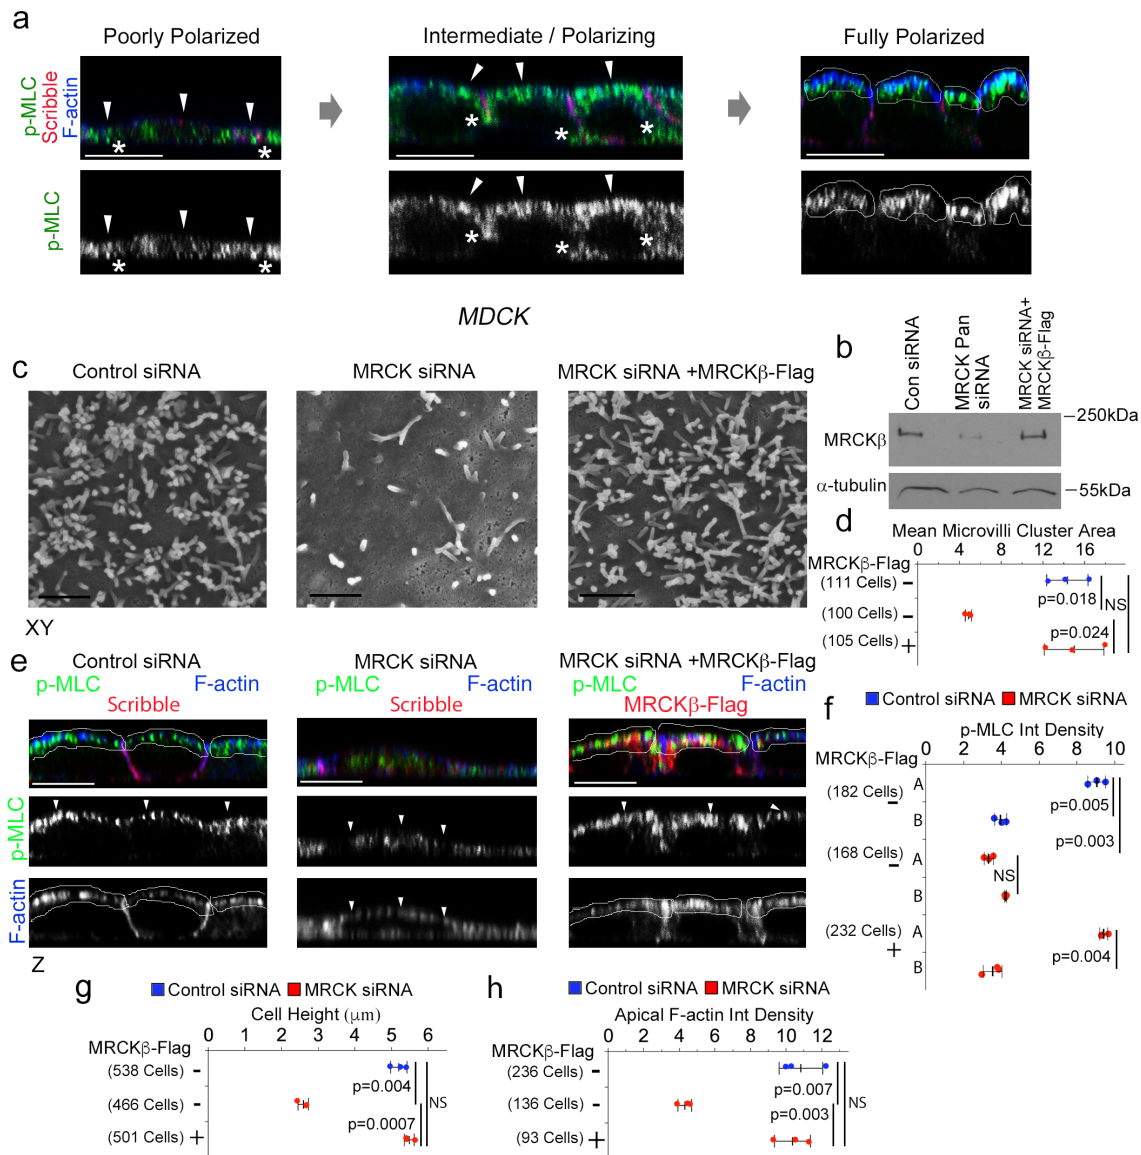 a
Poorly Polarized
Intermediate / Polarizing
Fully Polarized
p-MLC
Scribble
F-actin
* *
* * *
p-MLC
* *
* * *
MDCK
b
Con siRNA
MRCK Pan
siRNA
MRCK siRNA+
MRCKβ-Flag
MRCKβ
250kDa
α-tubulin
55kDa
c
Control siRNA
MRCK siRNA
MRCK siRNA +MRCKβ-Flag
XY
d
Mean Microvilli Cluster Area
0 4 8 12 16
MRCKβ-Flag
(111 Cells) -
(100 Cells) -
(105 Cells) +
p=0.018
p=0.024
NS
e
Control siRNA
MRCK siRNA
MRCK siRNA +MRCKβ-Flag
p-MLC F-actin
Scribble
p-MLC F-actin
Scribble
p-MLC F-actin
MRCKβ-Flag
p-MLC
F-actin
Z
f
Control siRNA MRCK siRNA
p-MLC Int Density
0 2 4 6 8 10
MRCKβ-Flag
(182 Cells) -
A
B
(168 Cells) -
A
B
(232 Cells) +
A
B
p=0.005
p=0.003
NS
p=0.004
g
Control siRNA MRCK siRNA
Cell Height (μm)
0 1 2 3 4 5 6
MRCKβ-Flag
(538 Cells) -
(466 Cells) -
(501 Cells) +
p=0.004
p=0.0007
NS
h
Control siRNA MRCK siRNA
Apical F-actin Int Density
0 2 4 6 8 10 12
MRCKβ-Flag
(236 Cells) -
(136 Cells) -
(93 Cells) +
p=0.007
p=0.003
NS